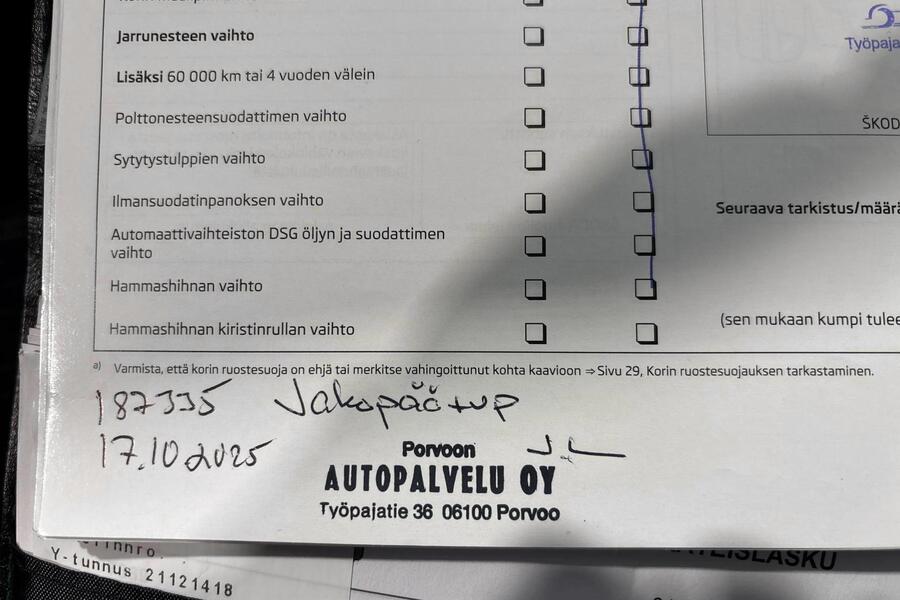 Jarrunesteen vaihto
Lisäksi 60 000 km tai 4 vuoden välein
Polttonesteensuodattimen vaihto
Sytytystulppien vaihto
Ilmansuodatinpanoksen vaihto
Automaattivaihteiston DSG öljyn ja suodattimen
vaihto
Hammashihnan vaihto
Hammashihnan kiristinrullan vaihto
Työpaja
ŠKOD
Seuraava tarkistus/määrä
(sen mukaan kumpi tulee
a) Varmista, että korin ruostesuoja on ehjä tai merkitse vahingoittunut kohta kaavioon ⇒Sivu 29, Korin ruostesuojauksen tarkastaminen.
187335 Jakopää+vp
17.10.2025
Porvoon
AUTOPALVELU OY
Työpajatie 36 06100 Porvoo
Y-tunnus 21121418